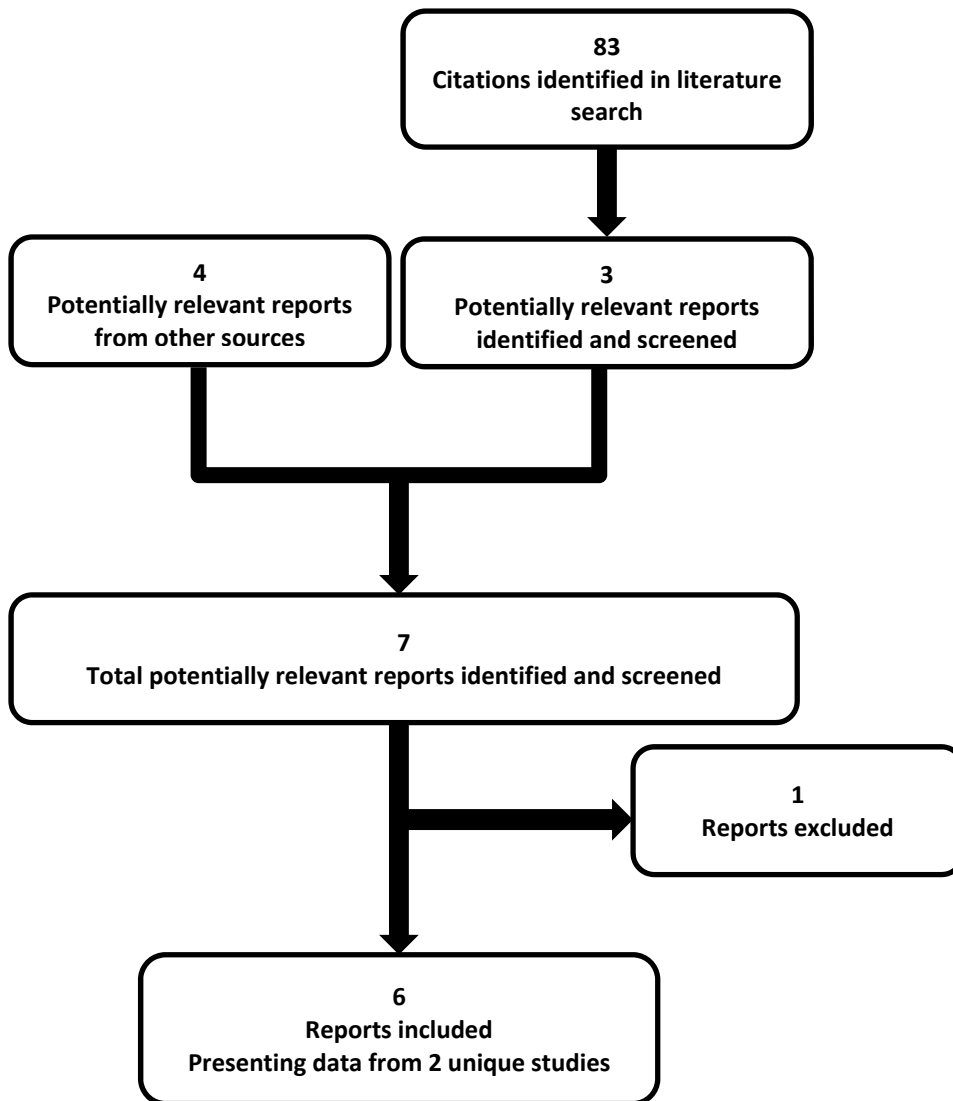 83
Citations identified in literature
search
4
Potentially relevant reports
from other sources
3
Potentially relevant reports
identified and screened
7
Total potentially relevant reports identified and screened
1
Reports excluded
6
Reports included
Presenting data from 2 unique studies